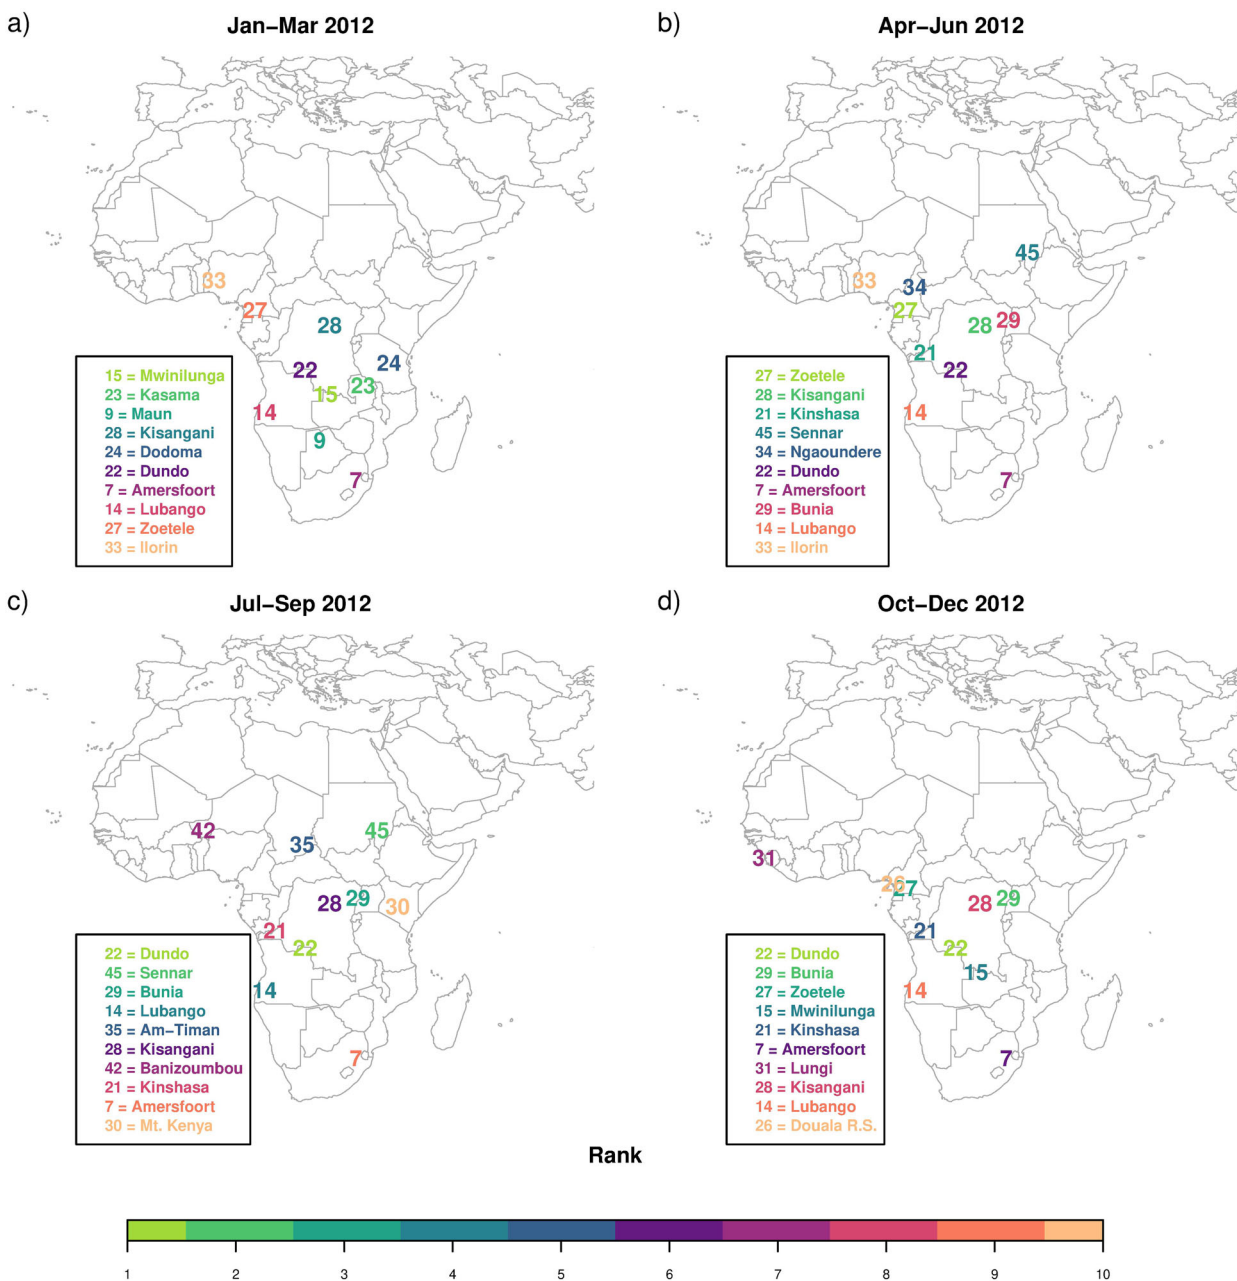 a)
Jan–Mar 2012
33
27
28
22
24
23
15
14
9
7
15 = Mwinilunga
23 = Kasama
9 = Maun
28 = Kisangani
24 = Dodoma
22 = Dundo
7 = Amersfoort
14 = Lubango
27 = Zoetele
33 = Ilorin
b)
Apr–Jun 2012
45
33
34
27
28
29
21
22
14
7
27 = Zoetele
28 = Kisangani
21 = Kinshasa
45 = Sennar
34 = Ngaoundere
22 = Dundo
7 = Amersfoort
29 = Bunia
14 = Lubango
33 = Ilorin
c)
Jul–Sep 2012
42
45
35
28
29
30
21
22
14
7
22 = Dundo
45 = Sennar
29 = Bunia
14 = Lubango
35 = Am–Timan
28 = Kisangani
42 = Banizoumbou
21 = Kinshasa
7 = Amersfoort
30 = Mt. Kenya
d)
Oct–Dec 2012
31
26
27
28
29
21
22
15
14
7
22 = Dundo
29 = Bunia
27 = Zoetele
15 = Mwinilunga
21 = Kinshasa
7 = Amersfoort
31 = Lungi
28 = Kisangani
14 = Lubango
26 = Douala R.S.
Rank
1 2 3 4 5 6 7 8 9 10